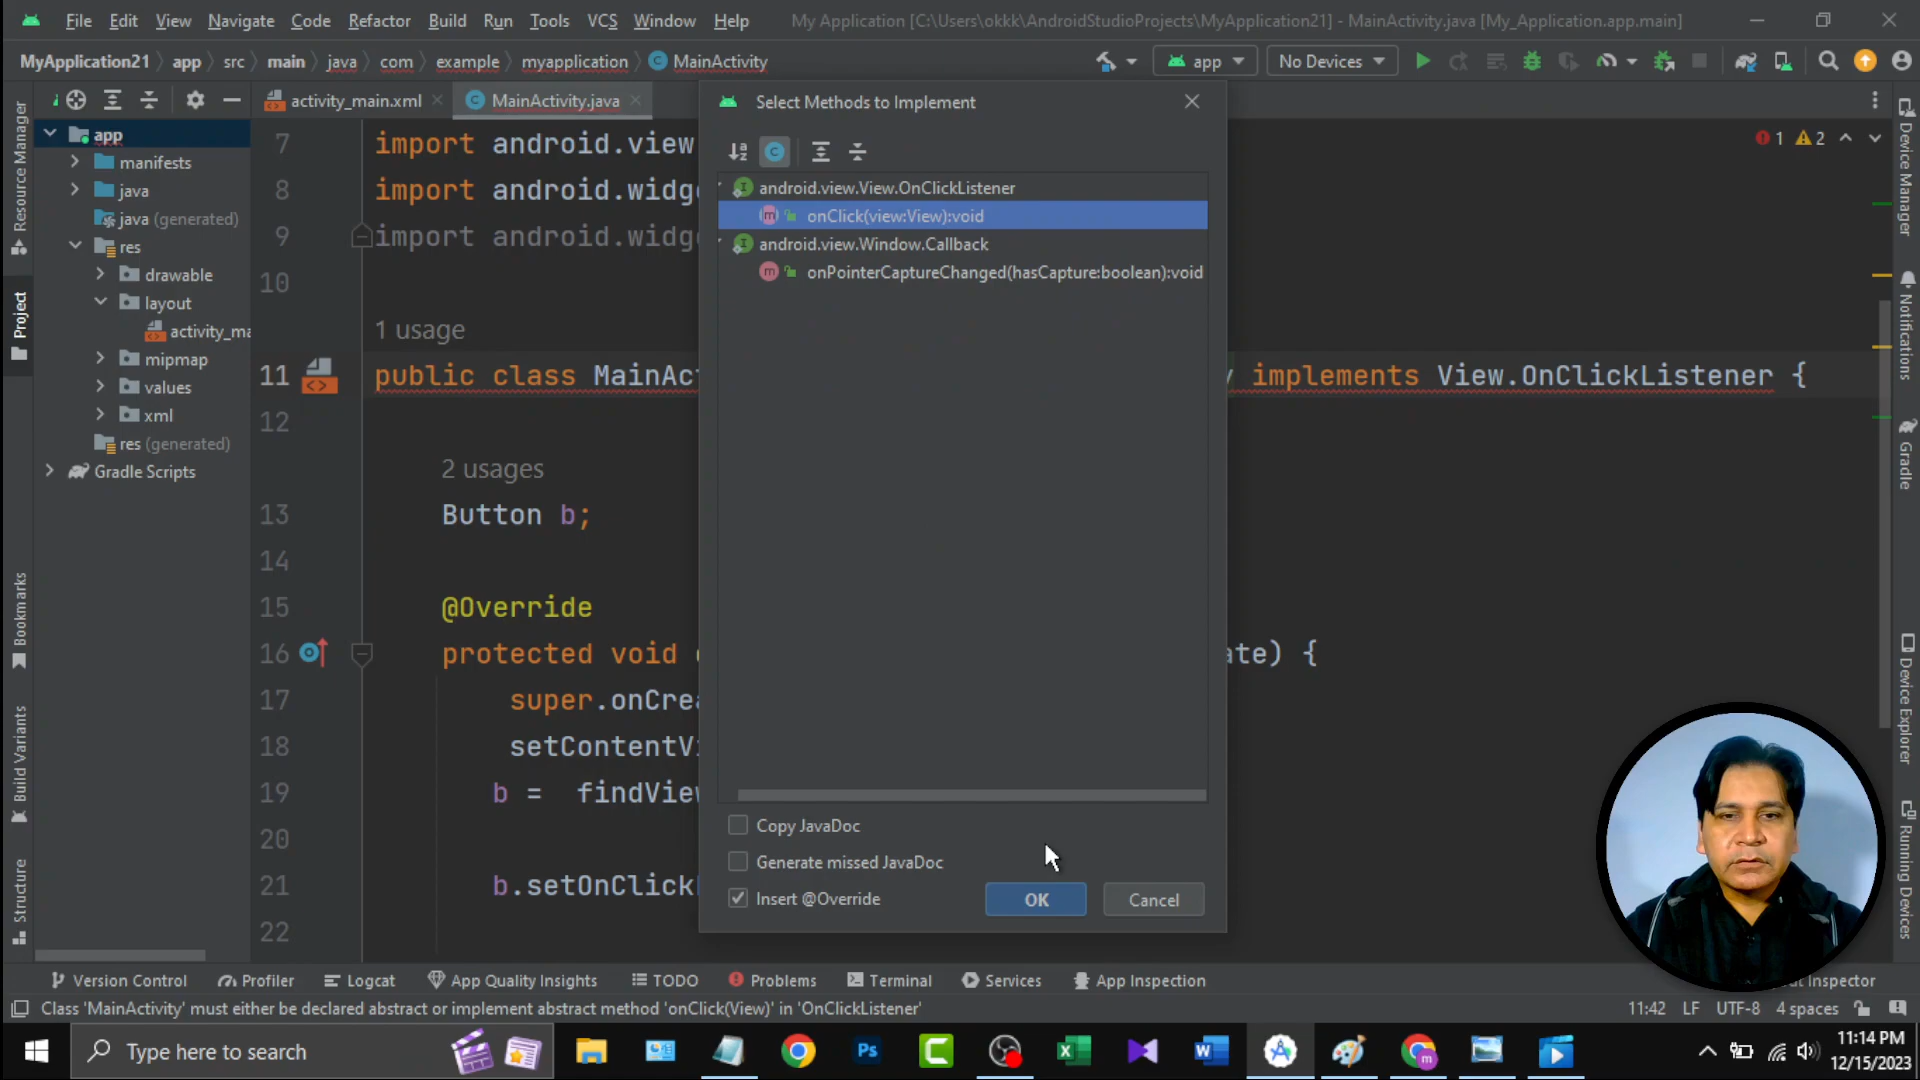 File Edit View Navigate Code Refactor Build Run Tools VCS Window Help My Application [C:\Users\okkk\AndroidStudioProjects\MyApplication21] - MainActivity.java [My_Application.app.main]
MyApplication21 app src main java com example myapplication MainActivity app No Devices
activity_main.xml MainActivity.java
Resource Manager
Project
Bookmarks
Build Variants
Structure
app
manifests
java
java (generated)
res
drawable
layout
activity_ma
mipmap
values
xml
res (generated)
Gradle Scripts
7 import android.view
8 import android.widg
9 import android.widg
10
1 usage
11 public class MainAc implements View.OnClickListener {
12
2 usages
13 Button b;
14
15 @Override
16 protected void ate) {
17 super.onCre
18 setContentV
19 b = findView
20
21 b.setOnClick
22
1 2
Select Methods to Implement
android.view.View.OnClickListener
onClick(view:View):void
android.view.Window.Callback
onPointerCaptureChanged(hasCapture:boolean):void
Copy JavaDoc
Generate missed JavaDoc
Insert @Override
OK Cancel
Device Manager
Notifications
Gradle
Device Explorer
Running Devices
Version Control Profiler Logcat App Quality Insights TODO Problems Terminal Services App Inspection Inspector
Class 'MainActivity' must either be declared abstract or implement abstract method 'onClick(View)' in 'OnClickListener' 11:42 LF UTF-8 4 spaces
Type here to search
11:14 PM
12/15/2023